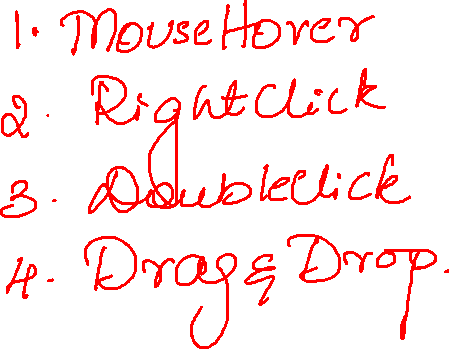 1. MouseHover
2. RightClick
3. Doubleclick
4. Drag & Drop.